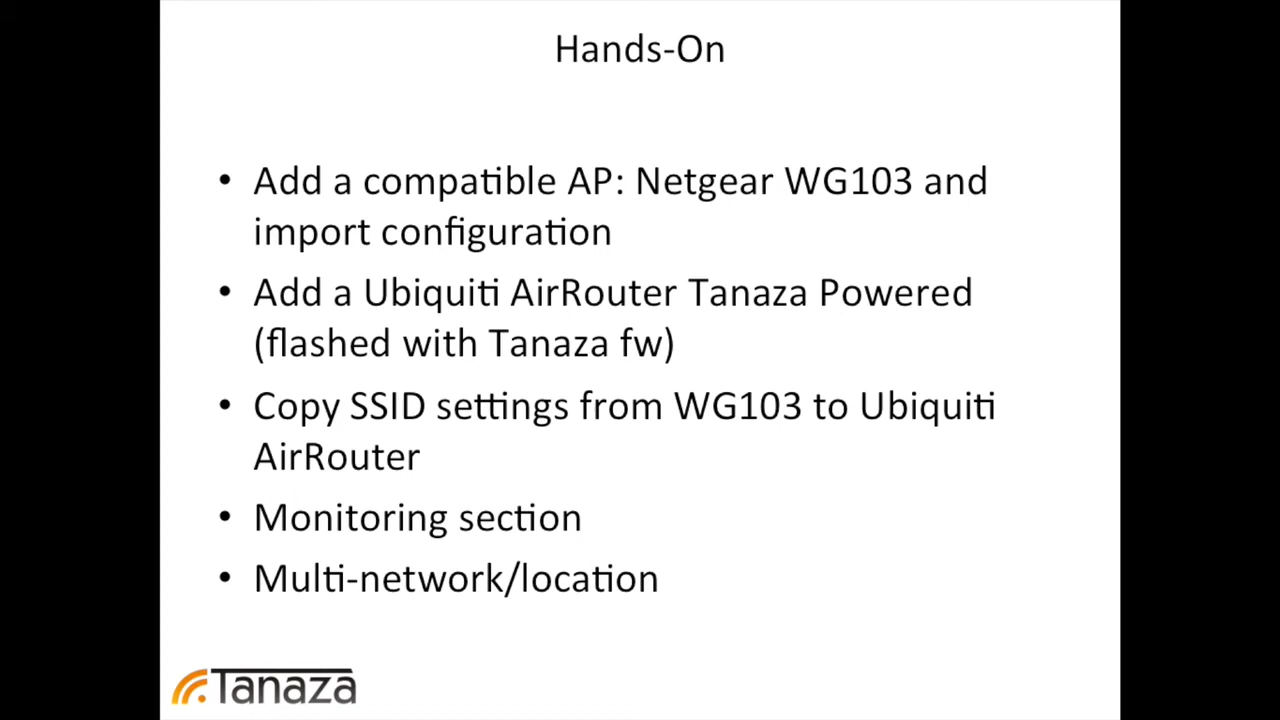 Hands-On
• Add a compatible AP: Netgear WG103 and
import configuration
• Add a Ubiquiti AirRouter Tanaza Powered
(flashed with Tanaza fw)
• Copy SSID settings from WG103 to Ubiquiti
AirRouter
• Monitoring section
• Multi-network/location
Tanaza